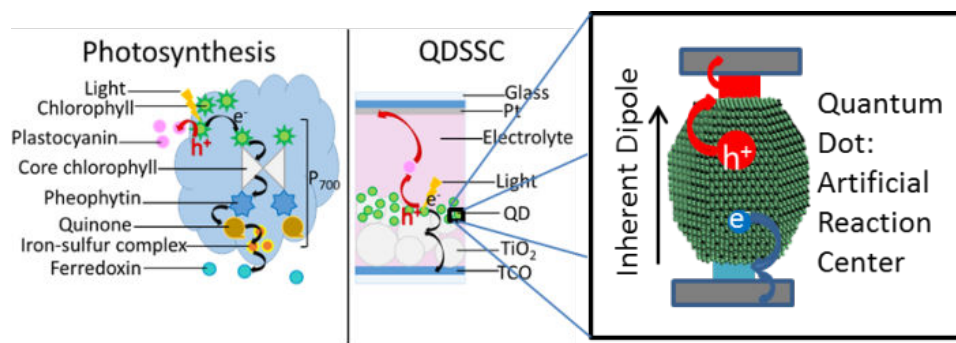 Photosynthesis
Light
Chlorophyll
e-
Plastocyanin
h+
Core chlorophyll
P700
Pheophytin
Quinone
Iron-sulfur complex
Ferredoxin
QDSSC
Glass
Pt
Electrolyte
Light
e-
h+
QD
TiO2
TCO
Inherent Dipole
h+
e-
Quantum
Dot:
Artificial
Reaction
Center